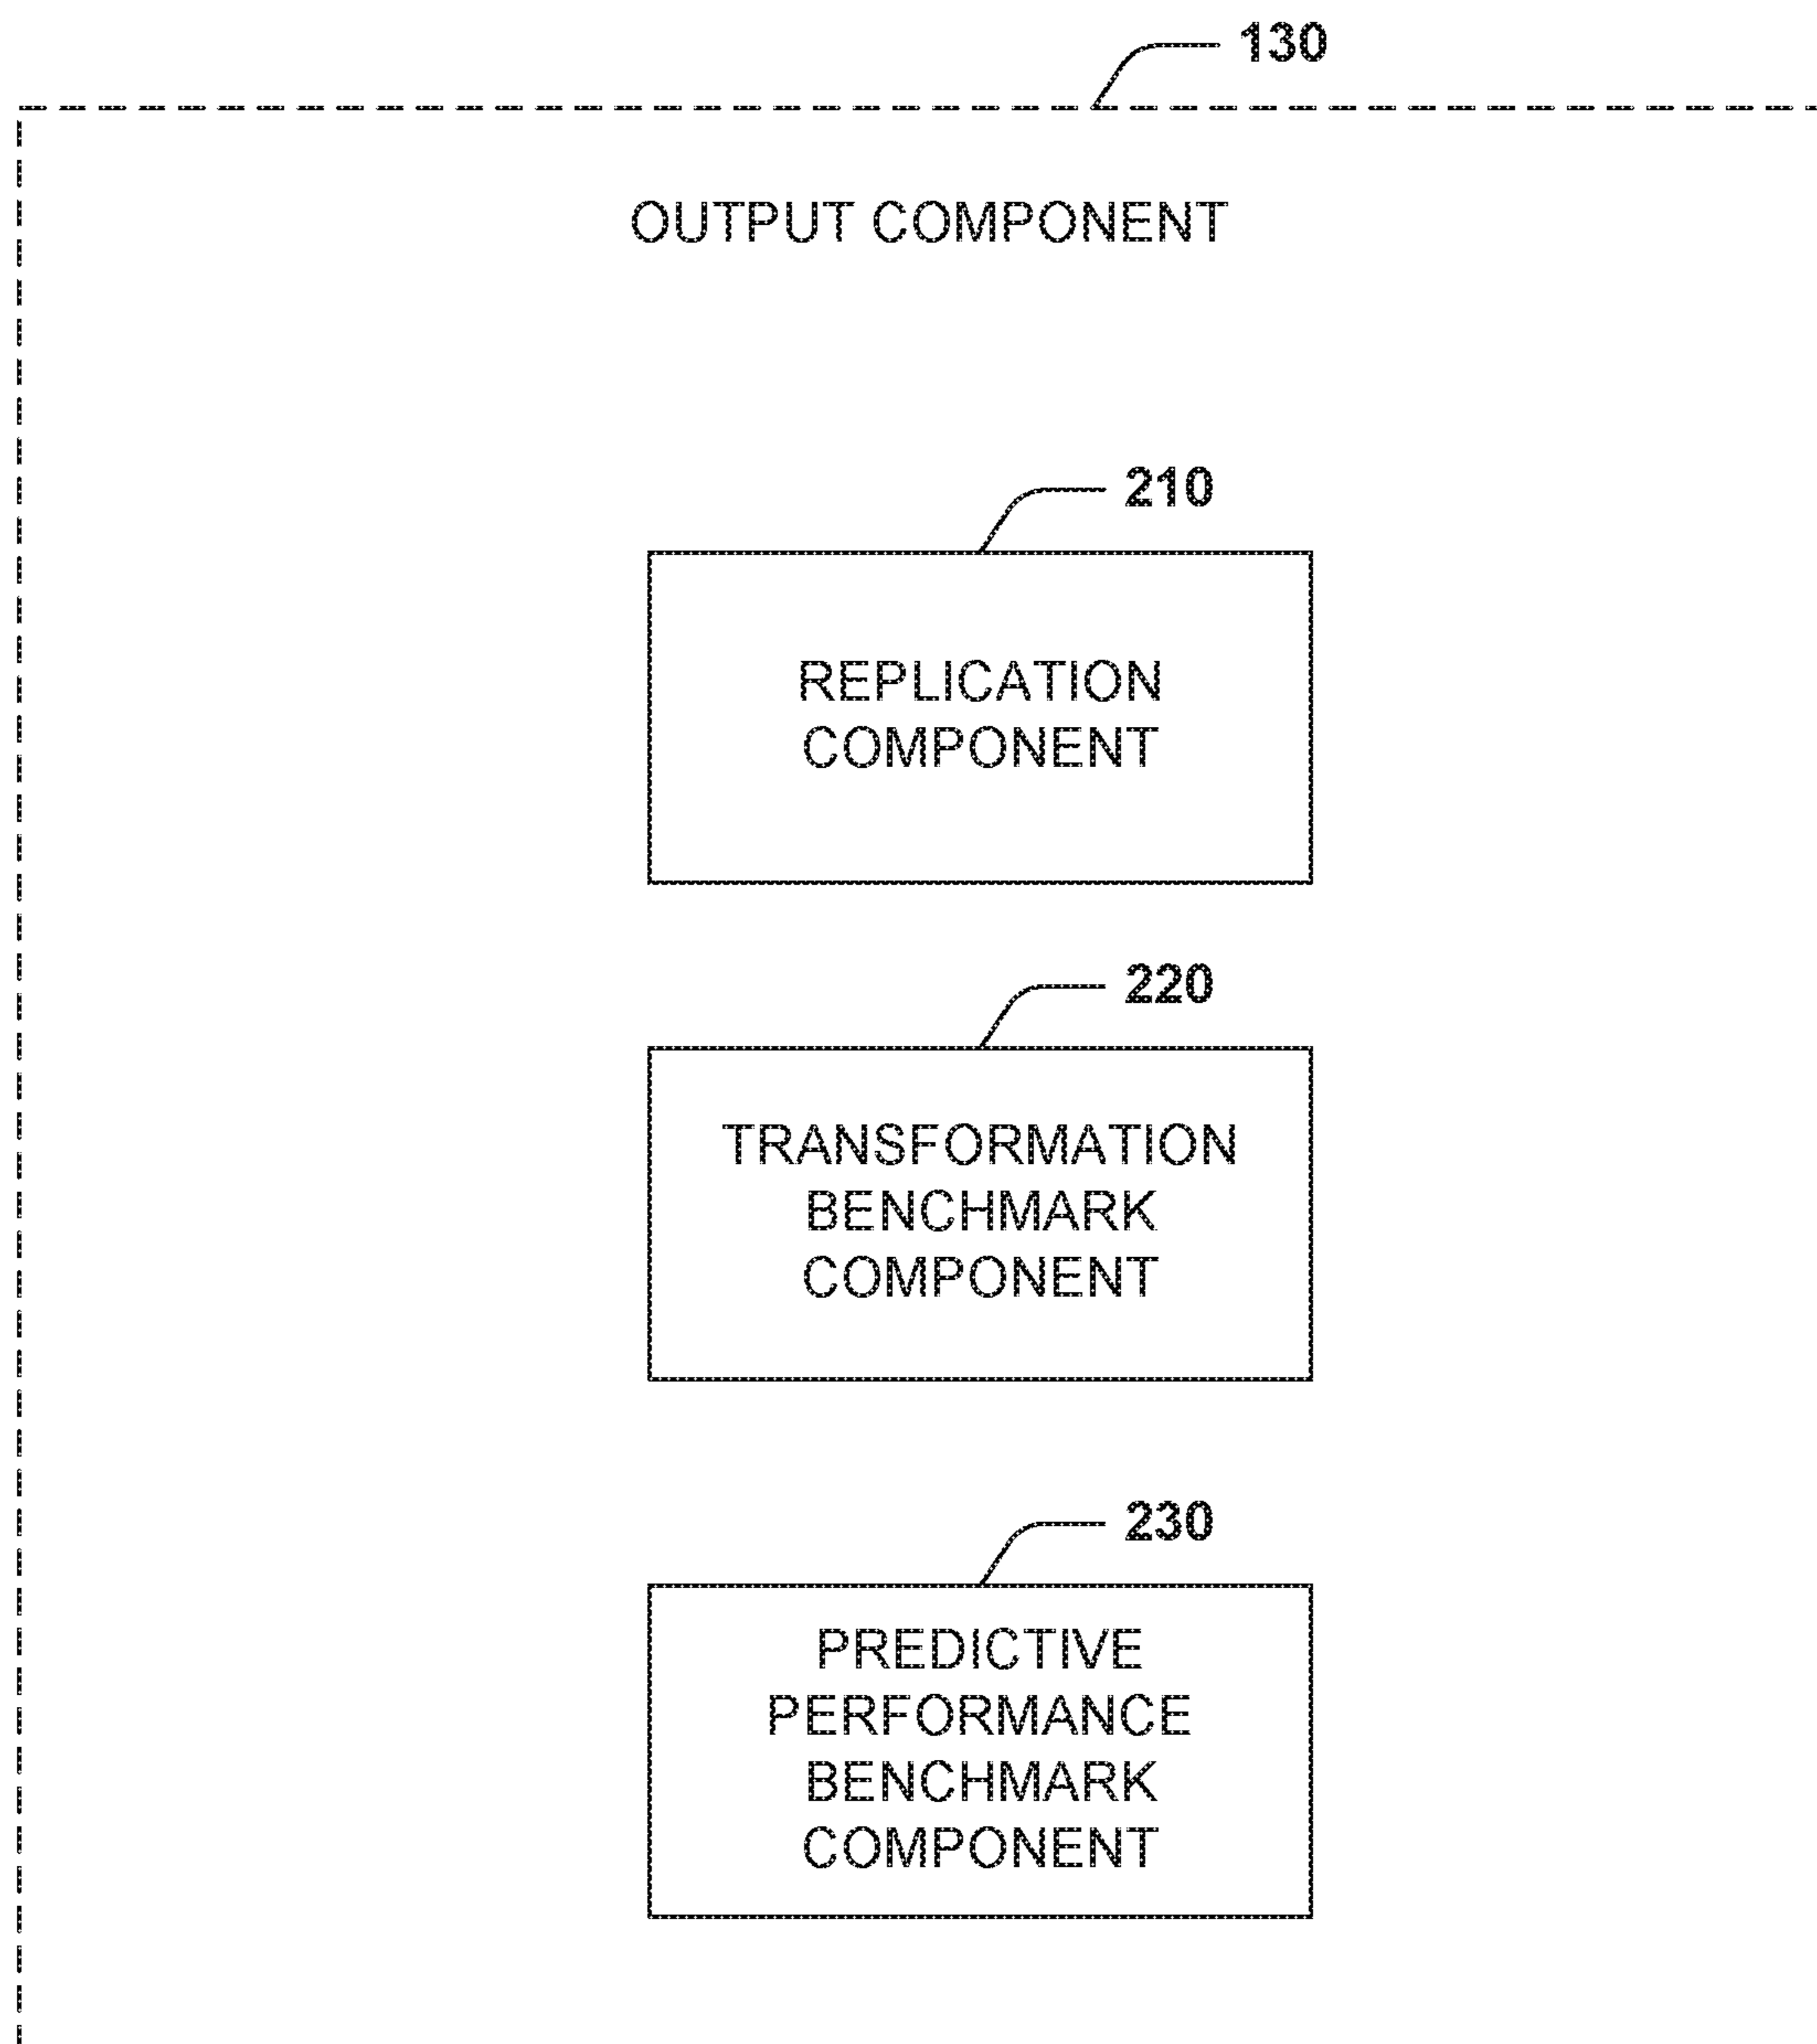 130
OUTPUT COMPONENT
210
REPLICATION
COMPONENT
220
TRANSFORMATION
BENCHMARK
COMPONENT
230
PREDICTIVE
PERFORMANCE
BENCHMARK
COMPONENT